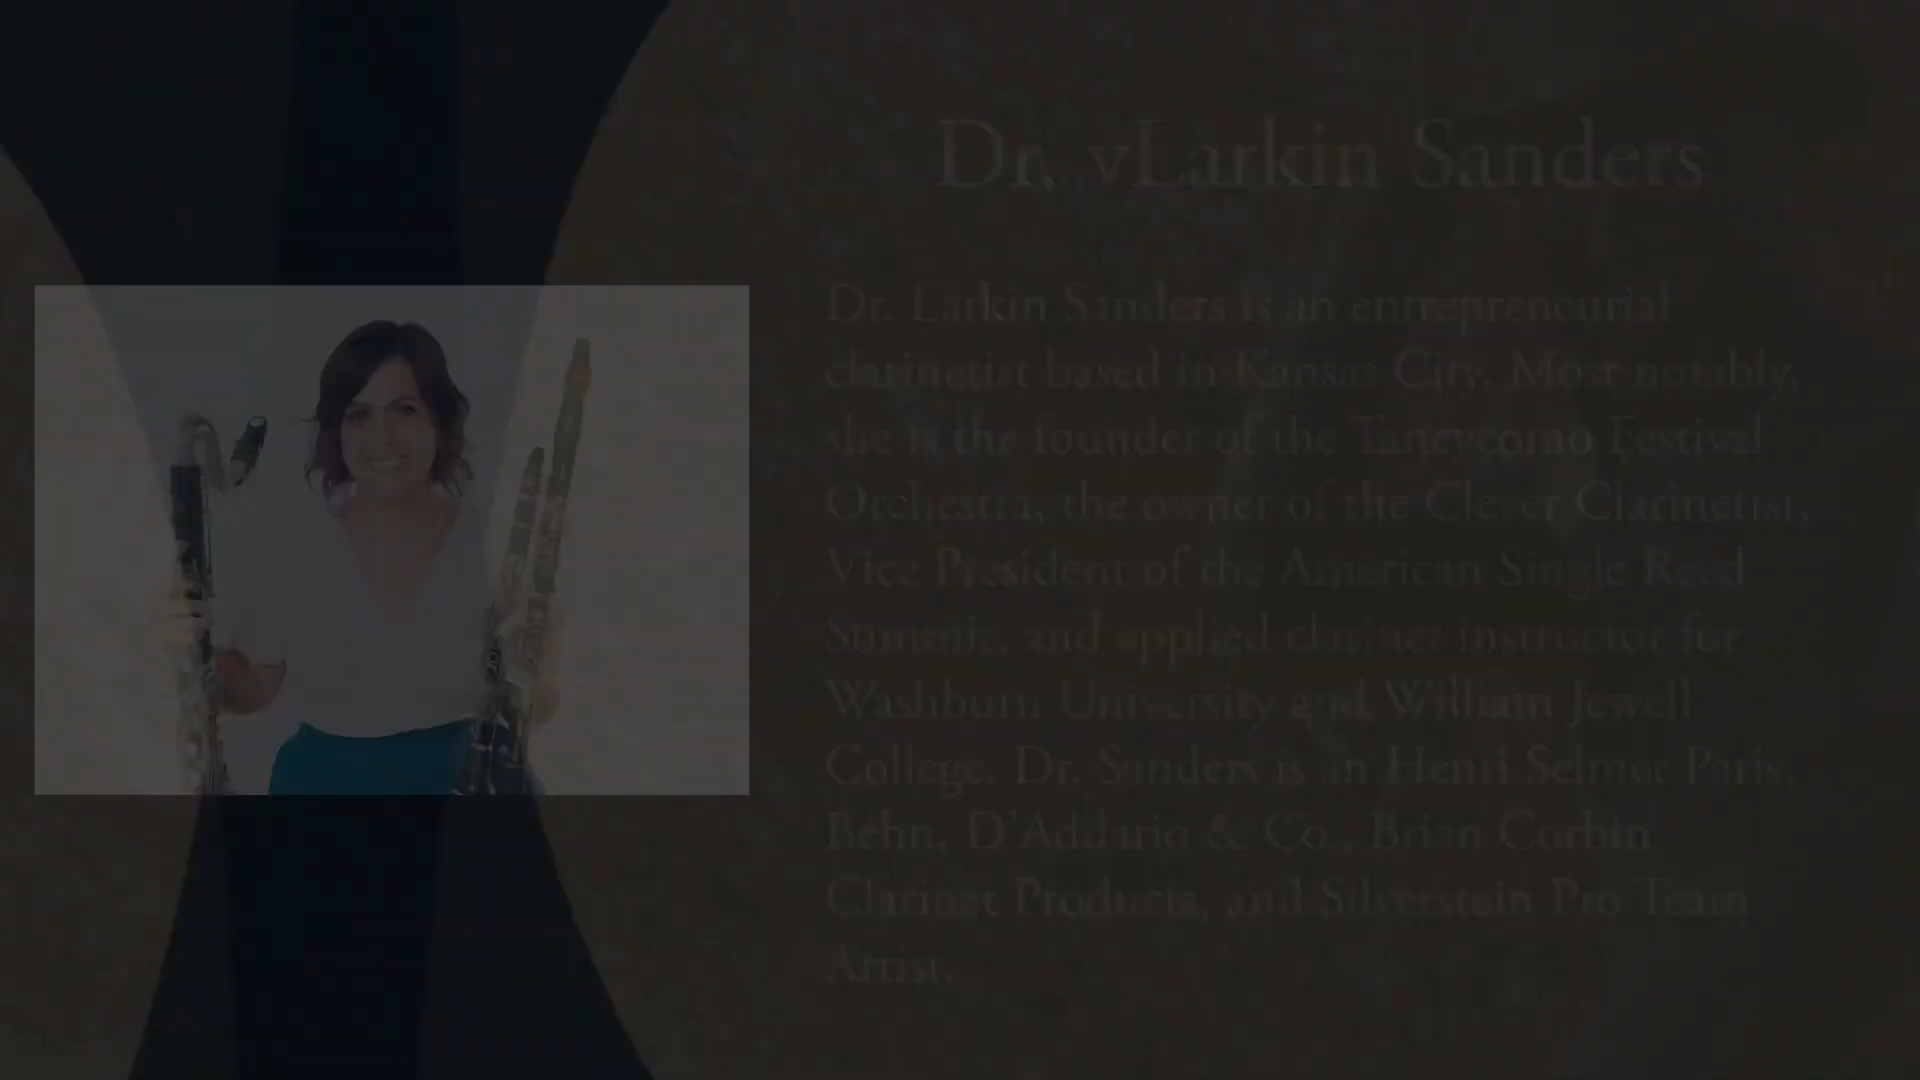 Dr. vLarkin Sanders
Dr. Larkin Sanders is an entrepreneurial
clarinetist based in Kansas City. Most notably,
she is the founder of the Taneycomo Festival
Orchestra, the owner of the Clever Clarinetist,
Vice President of the American Single Reed
Summit, and applied clarinet instructor for
Washburn University and William Jewell
College. Dr. Sanders is an Henri Selmer Paris,
Behn, D'Addario & Co., Brian Corbin
Clarinet Products, and Silverstein Pro Team
Artist.